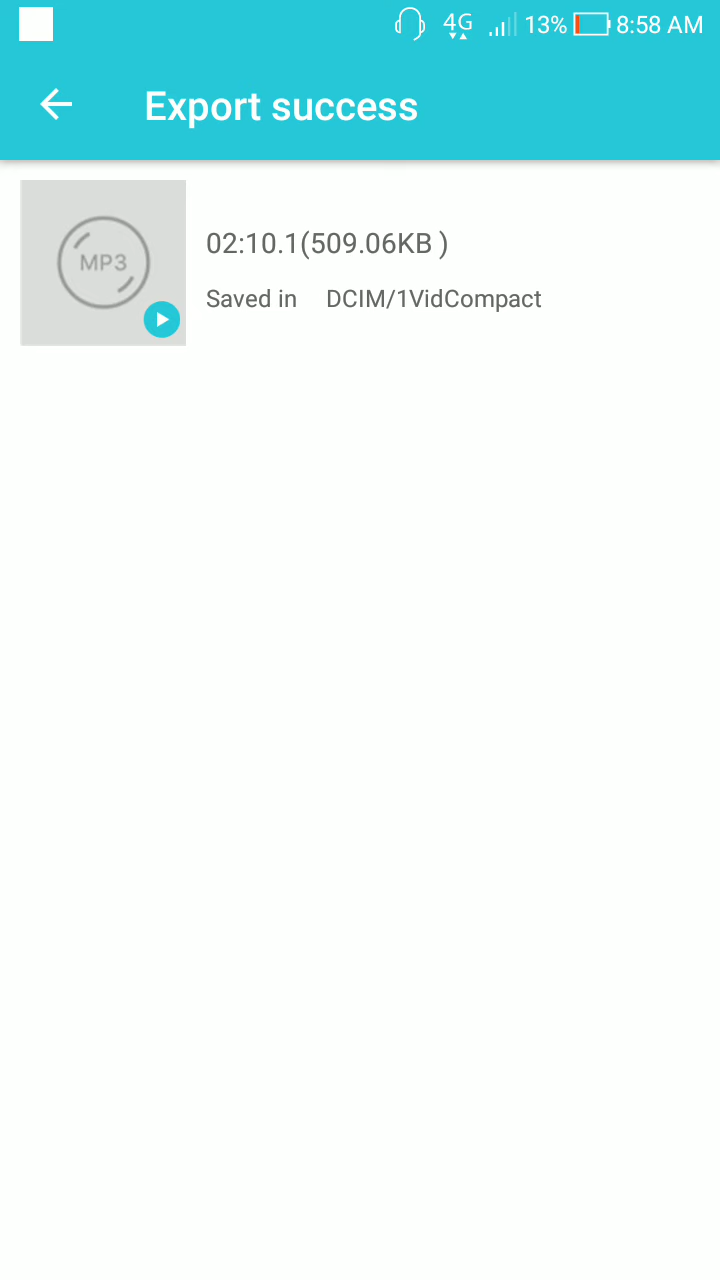 4G 13% 8:58 AM
Export success
MP3
02:10.1(509.06KB )
Saved in DCIM/1VidCompact